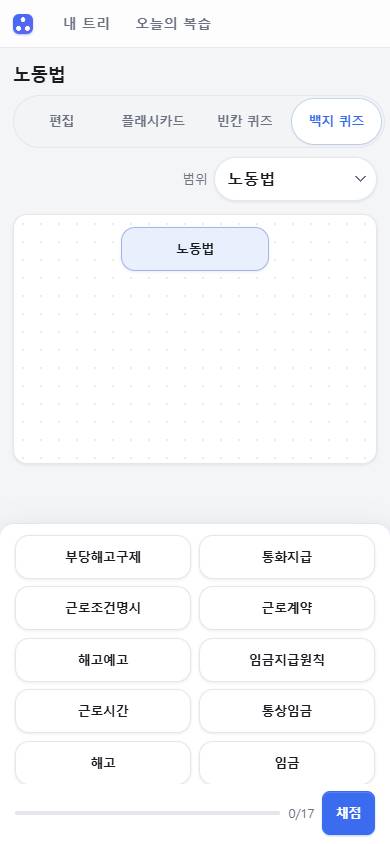 내 트리 오늘의 복습
노동법
편집 플래시카드 빈칸 퀴즈 백지 퀴즈
범위 노동법
노동법
부당해고구제 통화지급
근로조건명시 근로계약
해고예고 임금지급원칙
근로시간 통상임금
해고 임금
0/17 채점